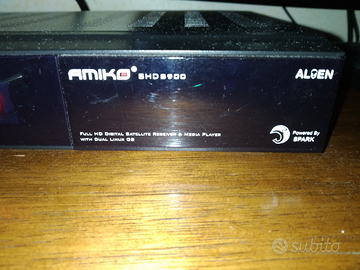 AMIKO SHD8900 ALIEN
FULL HD DIGITAL SATELLITE RECEIVER & MEDIA PLAYER
WITH DUAL LINUX OS
Powered By
SPARK
subito